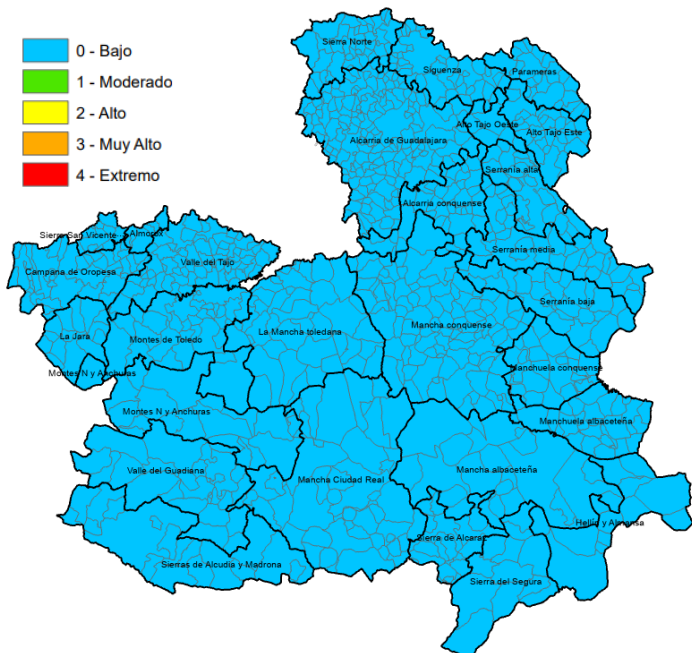 0 - Bajo
1 - Moderado
2 - Alto
3 - Muy Alto
4 - Extremo
Sierra Norte
Sigüenza
Parameras
Alto Tajo Oeste
Alto Tajo Este
Alcarria de Guadalajara
Serranía alta
Alcarria conquense
Sierra San Vicente
Almorox
Valle del Tajo
Serranía media
Campana de Oropesa
Serranía baja
La Mancha toledana
Mancha conquense
La Jara
Montes de Toledo
Manchuela conquense
Montes N y Anchuras
Montes N y Anchuras
Manchuela albaceteña
Valle del Guadiana
Mancha albaceteña
Mancha Ciudad Real
Hellín y Almansa
Sierra de Alcaraz
Sierras de Alcudia y Madrona
Sierra del Segura